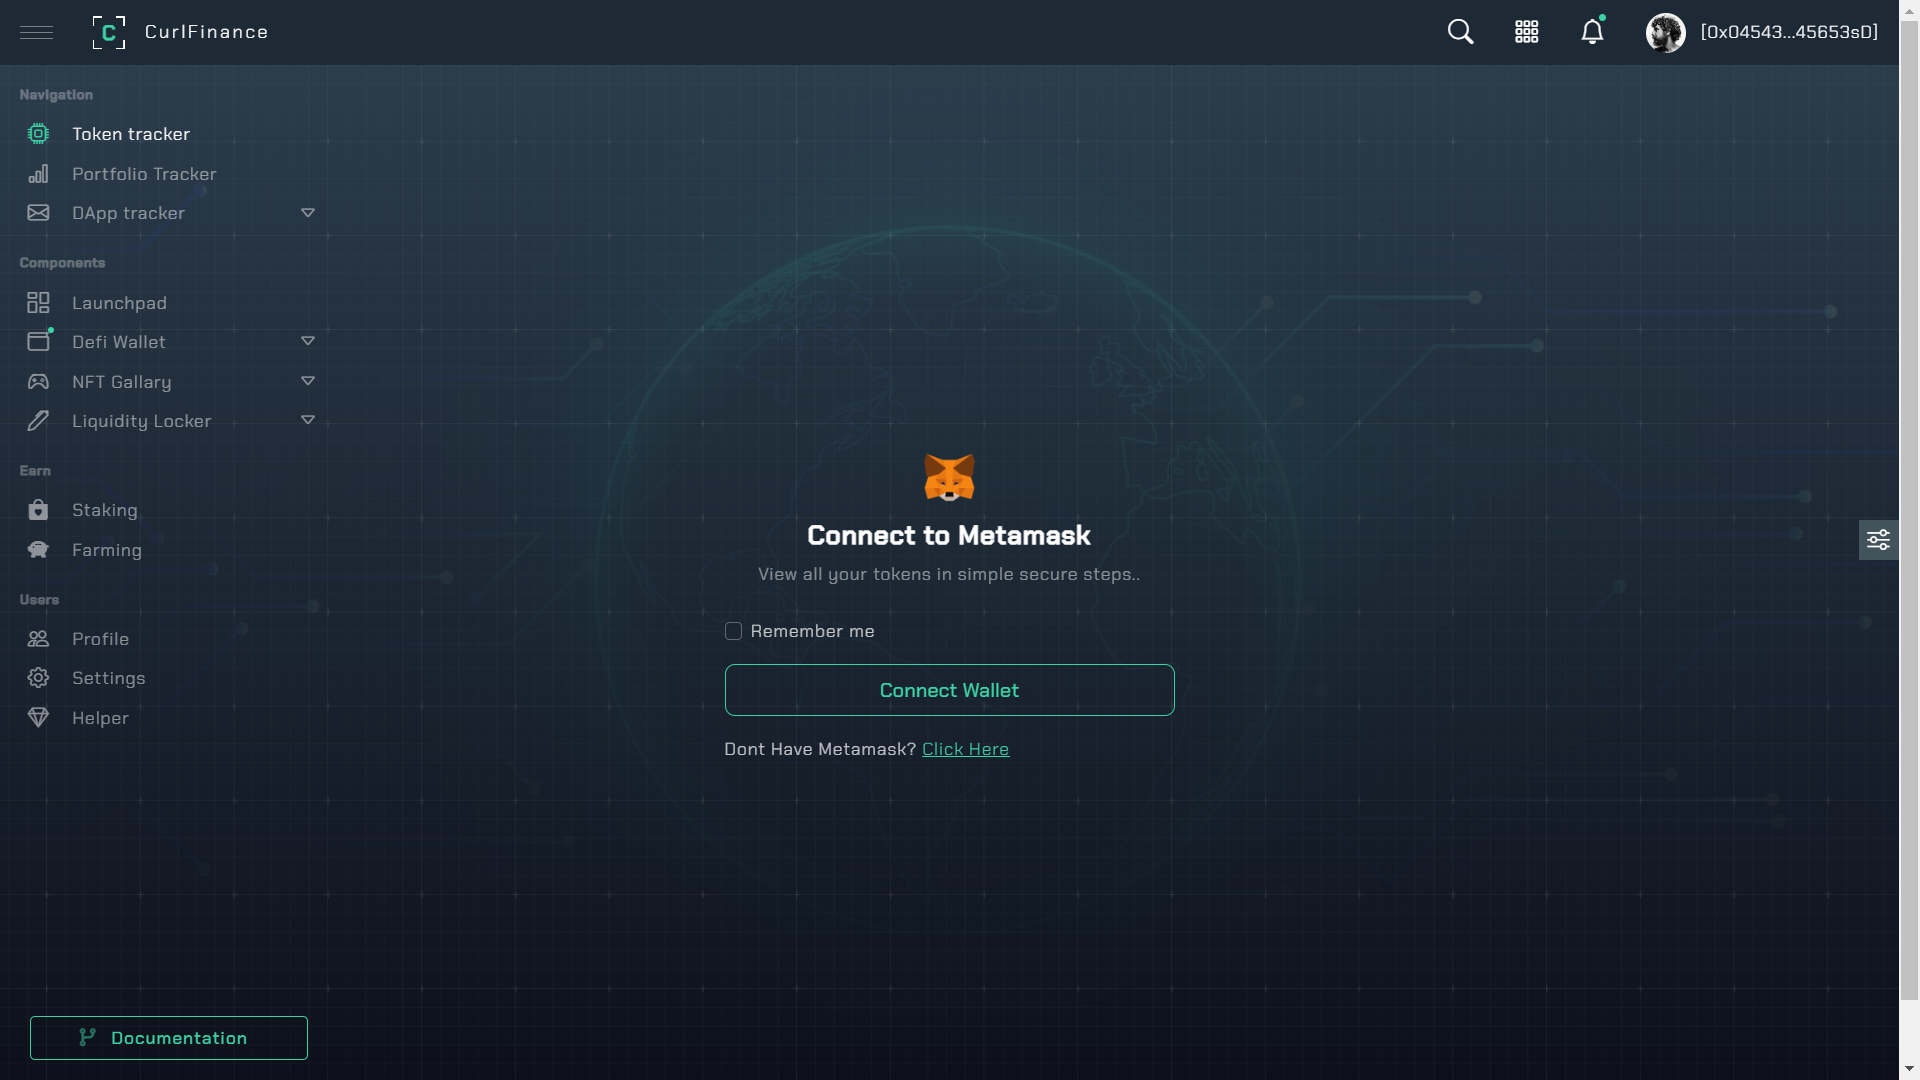 C CurlFinance
[0x04543...45653sD]
Navigation
Token tracker
Portfolio Tracker
DApp tracker
Components
Launchpad
Defi Wallet
NFT Gallary
Liquidity Locker
Earn
Staking
Farming
Users
Profile
Settings
Helper
Documentation
Connect to Metamask
View all your tokens in simple secure steps..
Remember me
Connect Wallet
Dont Have Metamask? Click Here